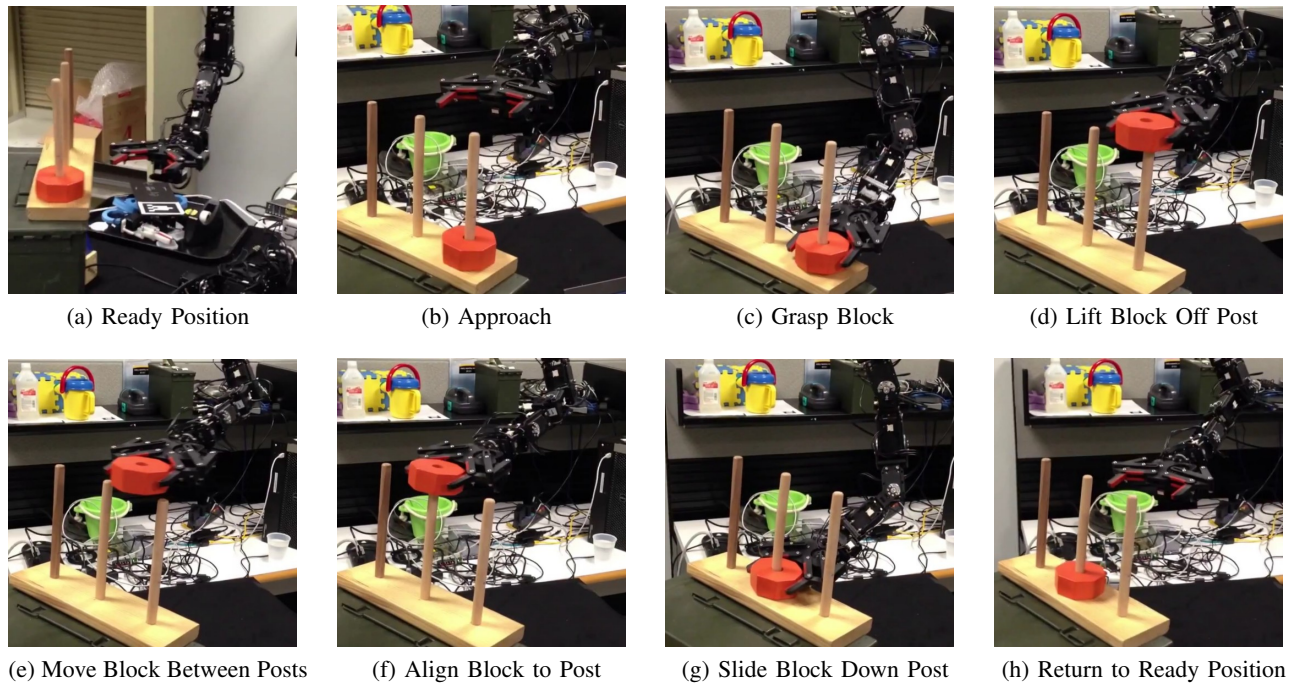 (a) Ready Position
(b) Approach
(c) Grasp Block
(d) Lift Block Off Post
(e) Move Block Between Posts
(f) Align Block to Post
(g) Slide Block Down Post
(h) Return to Ready Position